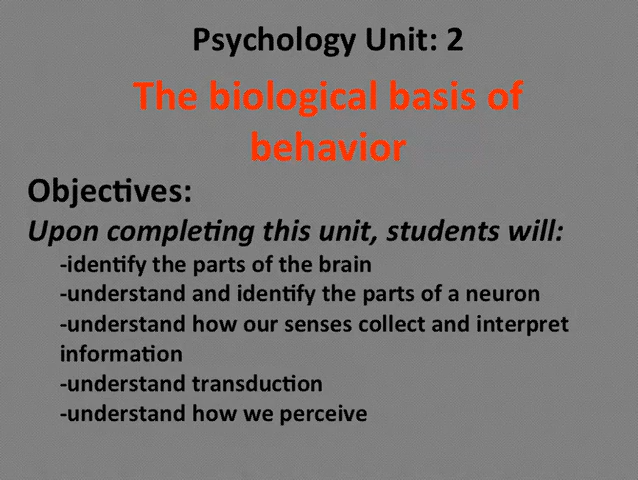 Psychology Unit: 2
The biological basis of
behavior
Objectives:
Upon completing this unit, students will:
-identify the parts of the brain
-understand and identify the parts of a neuron
-understand how our senses collect and interpret
information
-understand transduction
-understand how we perceive